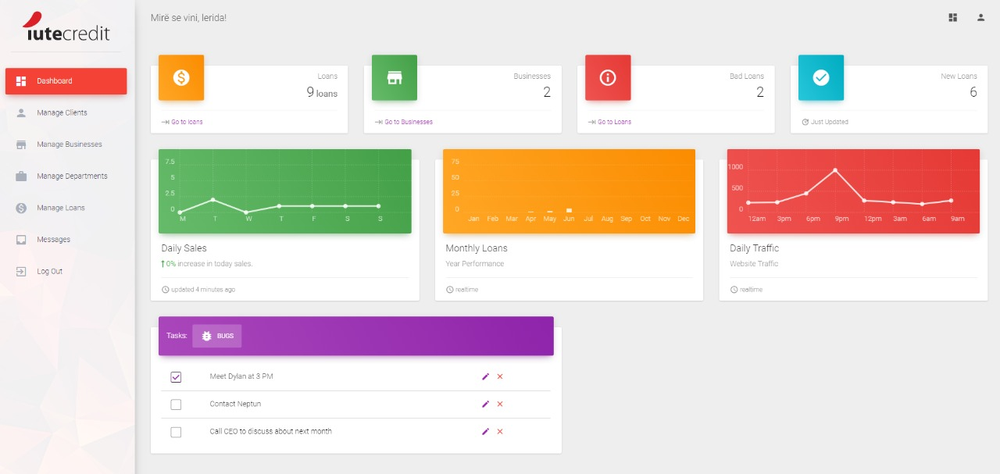 iutecredit
Mirë se vini, lerida!
Dashboard
Manage Clients
Manage Businesses
Manage Departments
Manage Loans
Messages
Log Out
Loans
9 loans
Go to loans
Businesses
2
Go to Businesses
Bad Loans
2
Go to Loans
New Loans
6
Just Updated
7.5
5
2.5
0
M T W T F S S
Daily Sales
0% increase in today sales.
updated 4 minutes ago
75
50
25
0
Jan Feb Mar Apr May Jun Jul Aug Sep Oct Nov Dec
Monthly Loans
Year Performance
realtime
1000
500
0
12am 3pm 6pm 9pm 12pm 3am 6am 9am
Daily Traffic
Website Traffic
realtime
Tasks: BUGS
Meet Dylan at 3 PM
Contact Neptun
Call CEO to discuss about next month